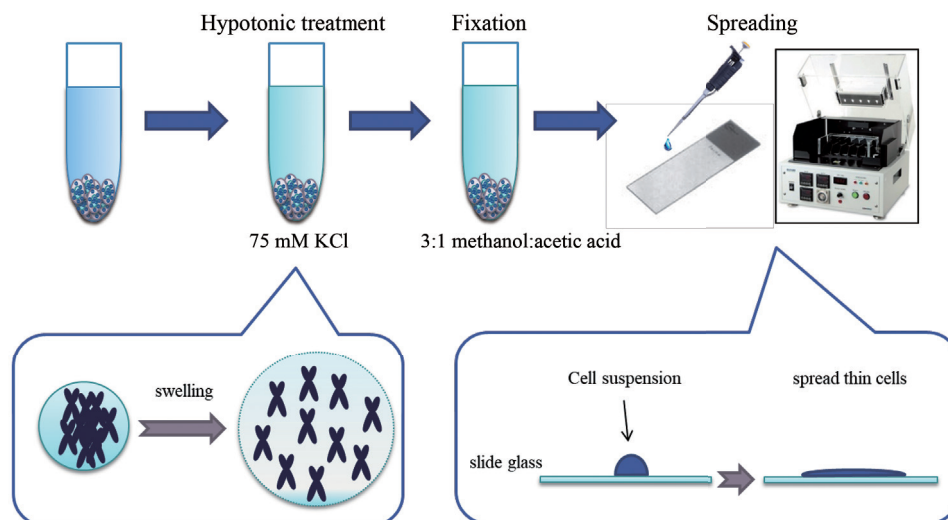 Hypotonic treatment
Fixation
Spreading
75 mM KCl
3:1 methanol:acetic acid
swelling
Cell suspension
spread thin cells
slide glass